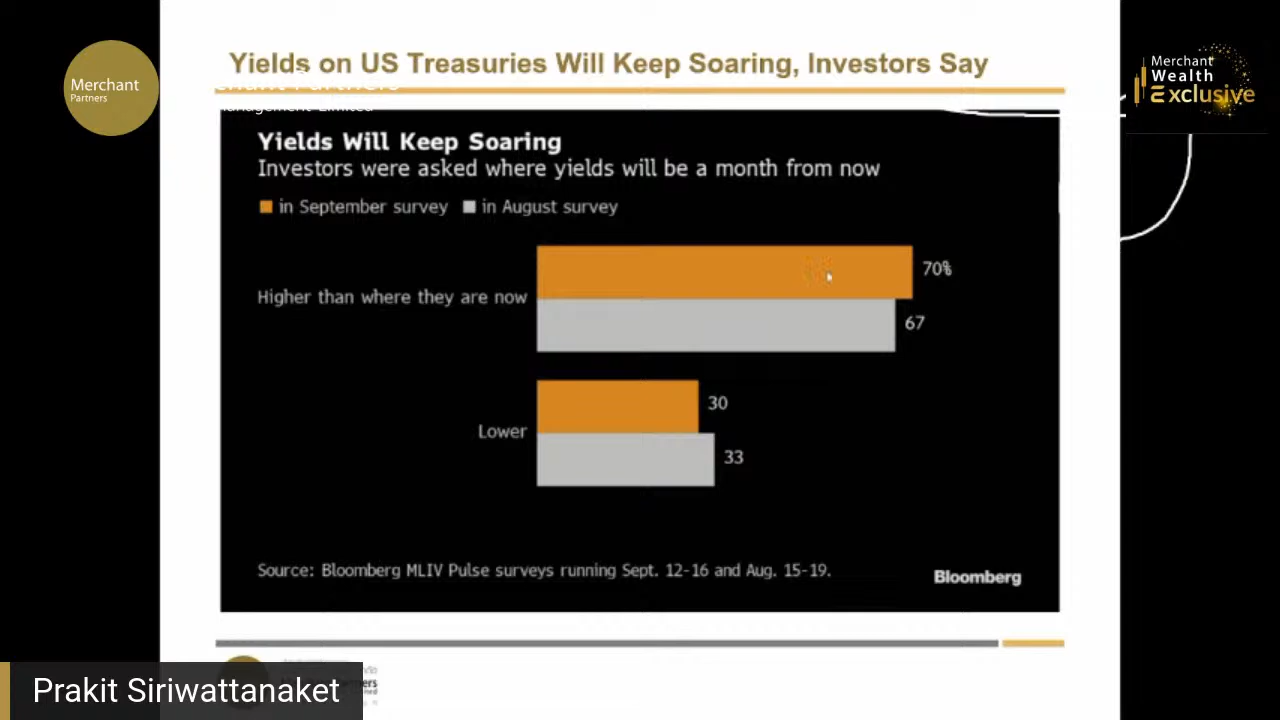 Yields on US Treasuries Will Keep Soaring, Investors Say
Merchant
Partners
Merchant
Wealth
Exclusive
Yields Will Keep Soaring
Investors were asked where yields will be a month from now
in September survey in August survey
Higher than where they are now
70%
67
Lower
30
33
Source: Bloomberg MLIV Pulse surveys running Sept. 12-16 and Aug. 15-19.
Bloomberg
Prakit Siriwattanaket